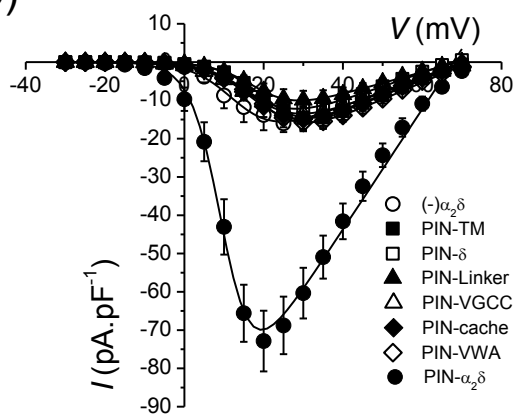 )
10
V (mV)
-40 -20 0 20 40 60 80
-10
-20
-30
-40
-50
-60
-70
-80
-90
I (pA.pF⁻¹)
(-)α₂δ
PIN-TM
PIN-δ
PIN-Linker
PIN-VGCC
PIN-cache
PIN-VWA
PIN-α₂δ